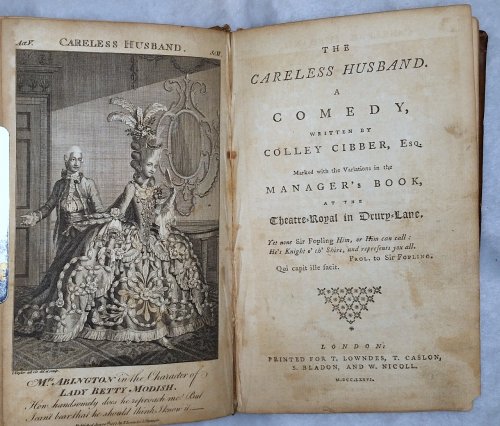 Act V. CARELESS HUSBAND.
Mrs. ABINGTON in the Character of
LADY BETTY MODISH.
How handsomely does he reproach me! But
I cant bear that he should think I know it
THE
CARELESS HUSBAND.
A
COMEDY,
WRITTEN BY
COLLEY CIBBER, ESQ.
Marked with the Variations in the
MANAGER's BOOK,
AT THE
Theatre-Royal in Drury-Lane.
Yet none Sir Fopling Him, or Him can call:
He's Knight o' th' Shire, and represents you all.
PROL. to SIR FOPLING.
Qui capit ille facit.
LONDON:
PRINTED FOR T. LOWNDES, T. CASLON,
S. BLADON, AND W. NICOLL.
M.DCC.LXXVI.